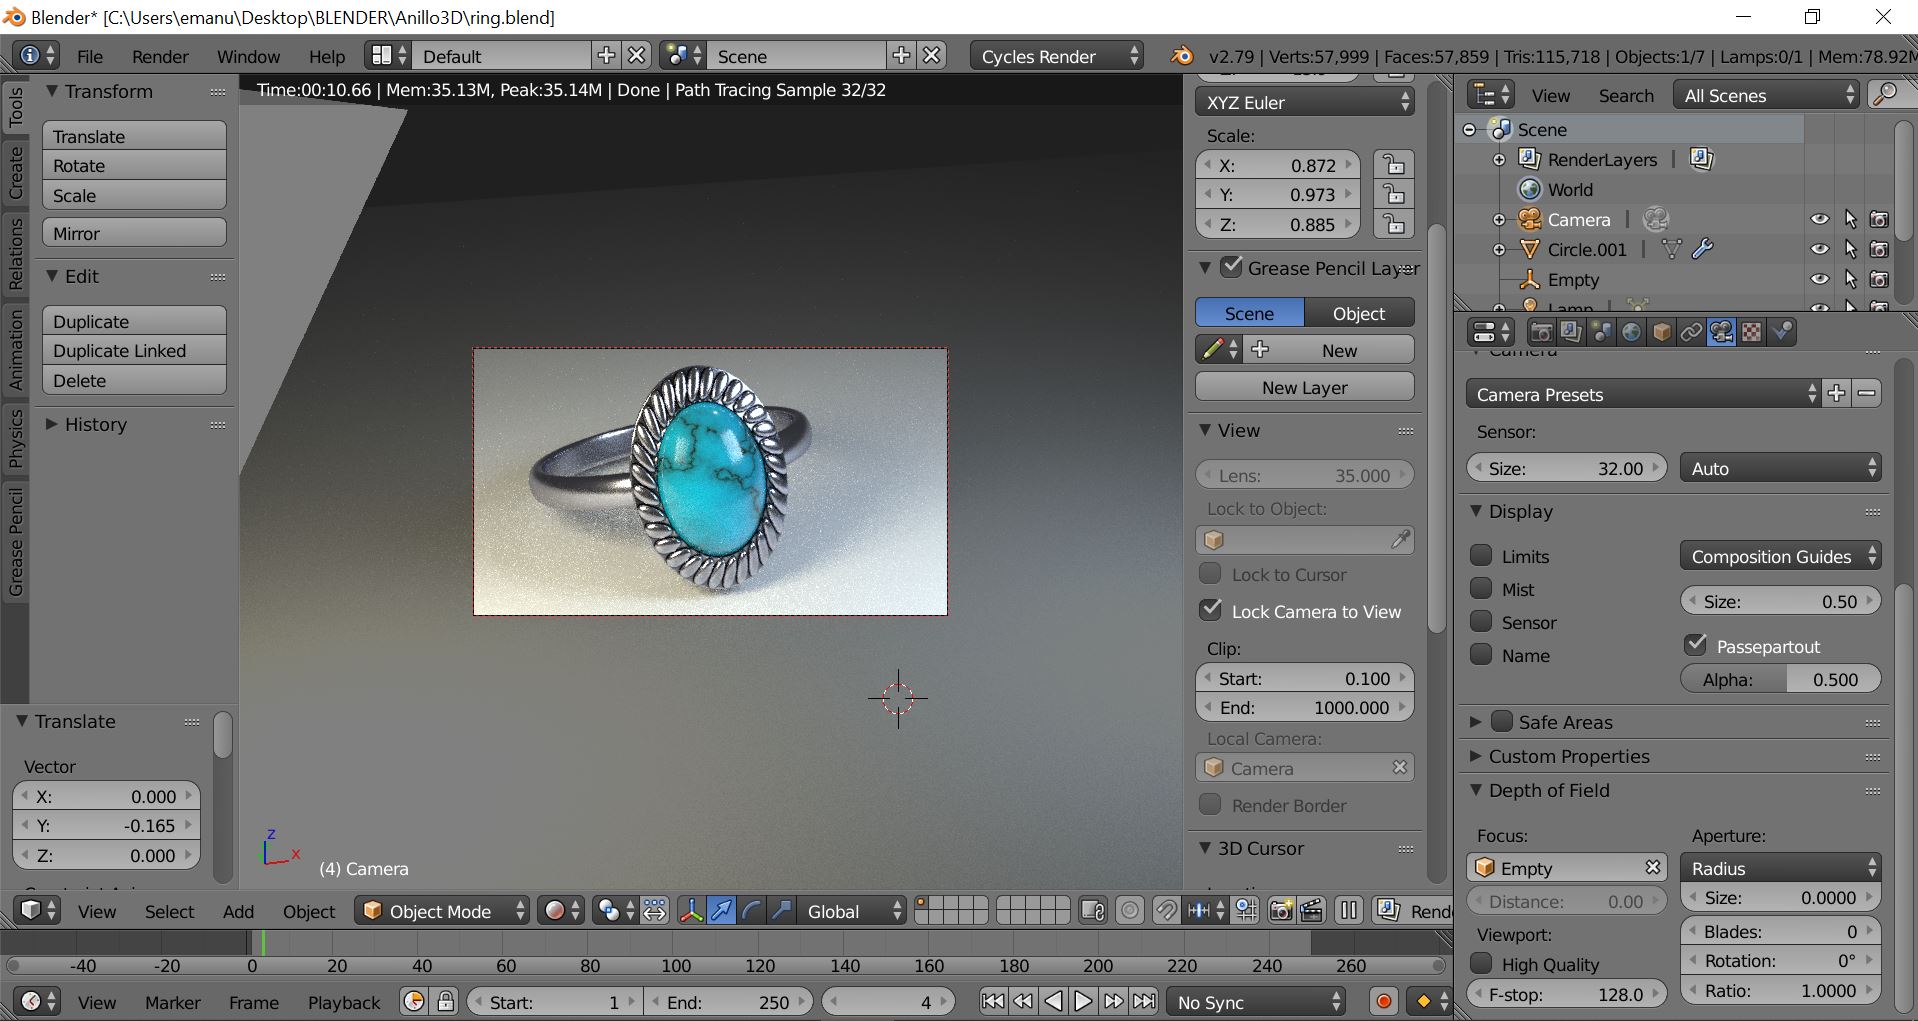 Blender* [C:\Users\emanu\Desktop\BLENDER\Anillo3D\ring.blend]
File Render Window Help Default Scene Cycles Render v2.79 | Verts:57,999 | Faces:57,859 | Tris:115,718 | Objects:1/7 | Lamps:0/1 | Mem:78.92M
Time:00:10.66 | Mem:35.13M, Peak:35.14M | Done | Path Tracing Sample 32/32
Tools
Create
Relations
Animation
Physics
Grease Pencil
Transform
Translate
Rotate
Scale
Mirror
Edit
Duplicate
Duplicate Linked
Delete
History
Translate
Vector
X: 0.000
Y: -0.165
Z: 0.000
z
x
(4) Camera
XYZ Euler
Scale:
X: 0.872
Y: 0.973
Z: 0.885
Grease Pencil Layer
Scene Object
New
New Layer
View
Lens: 35.000
Lock to Object:
Lock to Cursor
Lock Camera to View
Clip:
Start: 0.100
End: 1000.000
Local Camera:
Camera
Render Border
3D Cursor
View Search All Scenes
Scene
RenderLayers |
World
Camera |
Circle.001 |
Empty
Lamp |
Camera
Camera Presets
Sensor:
Size: 32.00 Auto
Display
Limits Composition Guides
Mist Size: 0.50
Sensor Passepartout
Name Alpha: 0.500
Safe Areas
Custom Properties
Depth of Field
Focus: Aperture:
Empty Radius
Distance: 0.00 Size: 0.0000
Viewport: Blades: 0
High Quality Rotation: 0°
F-stop: 128.0 Ratio: 1.0000
View Select Add Object Object Mode Global Rend
-40 -20 0 20 40 60 80 100 120 140 160 180 200 220 240 260
View Marker Frame Playback Start: 1 End: 250 4 No Sync